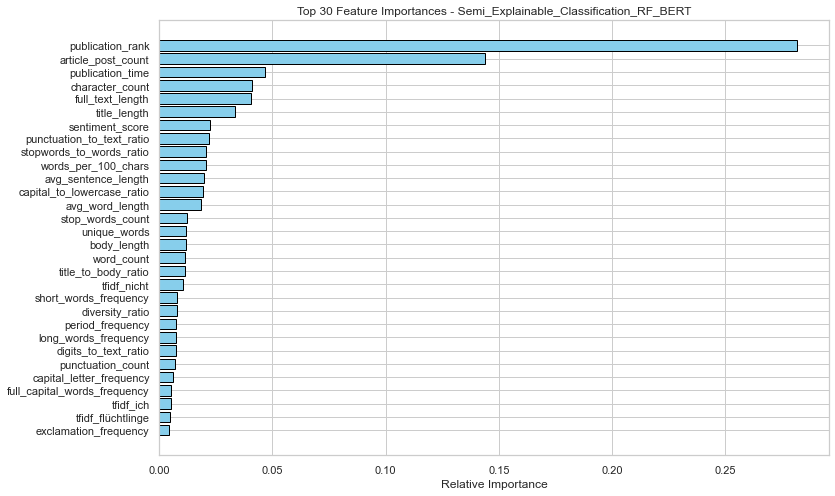 Top 30 Feature Importances - Semi_Explainable_Classification_RF_BERT
publication_rank
article_post_count
publication_time
character_count
full_text_length
title_length
sentiment_score
punctuation_to_text_ratio
stopwords_to_words_ratio
words_per_100_chars
avg_sentence_length
capital_to_lowercase_ratio
avg_word_length
stop_words_count
unique_words
body_length
word_count
title_to_body_ratio
tfidf_nicht
short_words_frequency
diversity_ratio
period_frequency
long_words_frequency
digits_to_text_ratio
punctuation_count
capital_letter_frequency
full_capital_words_frequency
tfidf_ich
tfidf_flüchtlinge
exclamation_frequency
0.00 0.05 0.10 0.15 0.20 0.25
Relative Importance